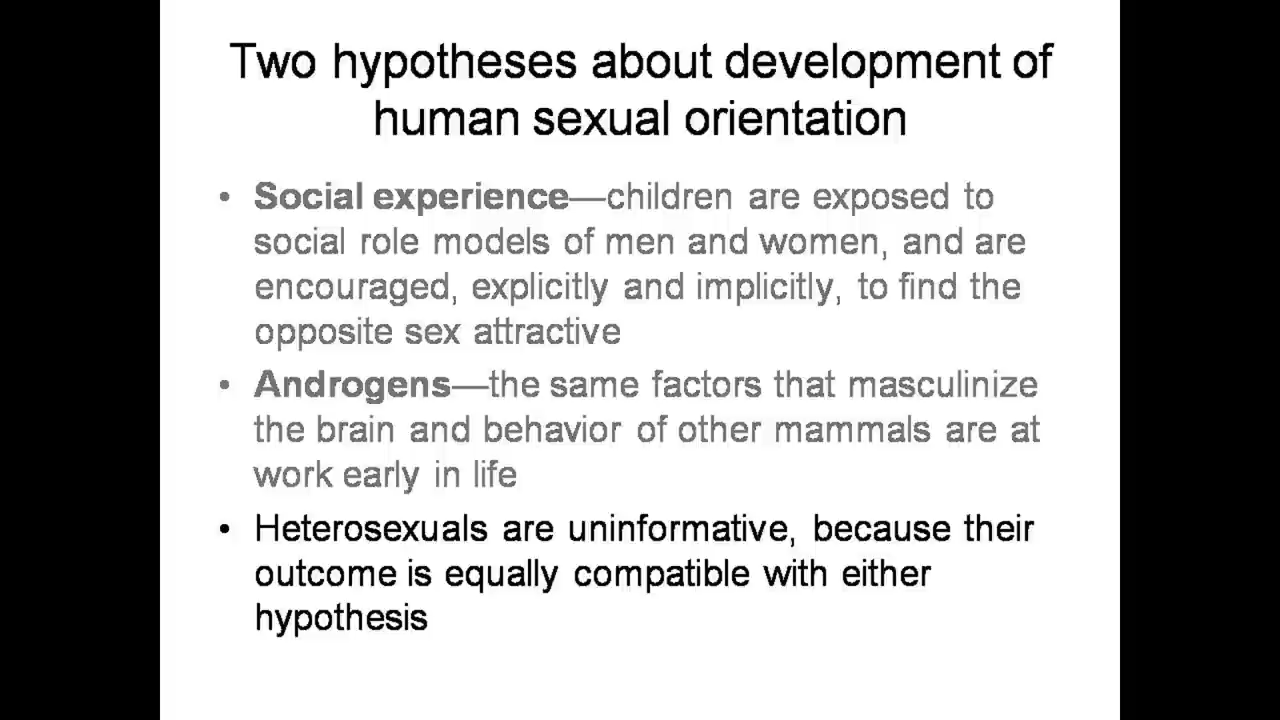 Two hypotheses about development of
human sexual orientation
• Social experience—children are exposed to
social role models of men and women, and are
encouraged, explicitly and implicitly, to find the
opposite sex attractive
• Androgens—the same factors that masculinize
the brain and behavior of other mammals are at
work early in life
• Heterosexuals are uninformative, because their
outcome is equally compatible with either
hypothesis